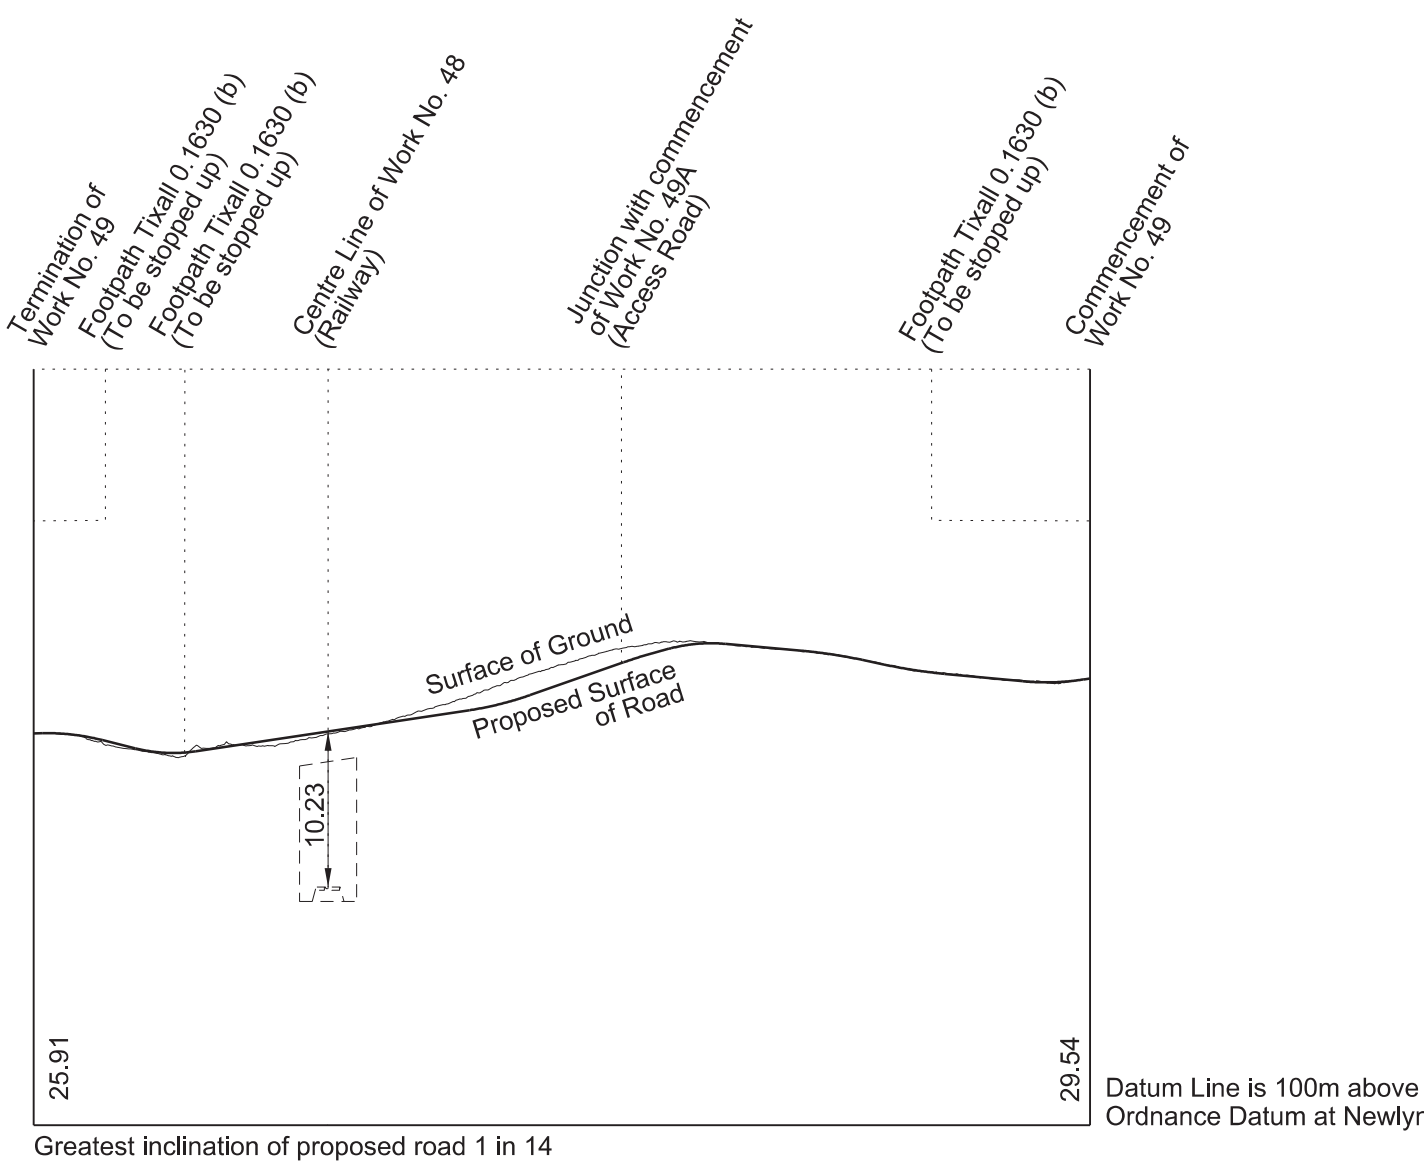 Termination of
Work No. 49
Footpath Tixall 0.1630 (b)
(To be stopped up)
Footpath Tixall 0.1630 (b)
(To be stopped up)
Centre Line of Work No. 48
(Railway)
Junction with commencement
of Work No. 49A
(Access Road)
Footpath Tixall 0.1630 (b)
(To be stopped up)
Commencement of
Work No. 49
Surface of Ground
Proposed Surface
of Road
10.23
25.91
29.54
Datum Line is 100m above
Ordnance Datum at Newlyn
Greatest inclination of proposed road 1 in 14